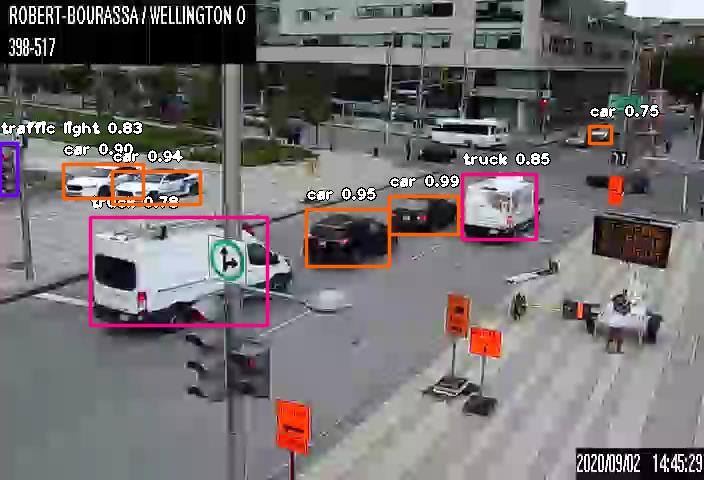 ROBERT-BOURASSA / WELLINGTON O
398-517
car 0.75
traffic light 0.83
car 0.90
car 0.94
truck 0.85
car 0.99
car 0.95
truck 0.78
2020/09/02 14:45:29